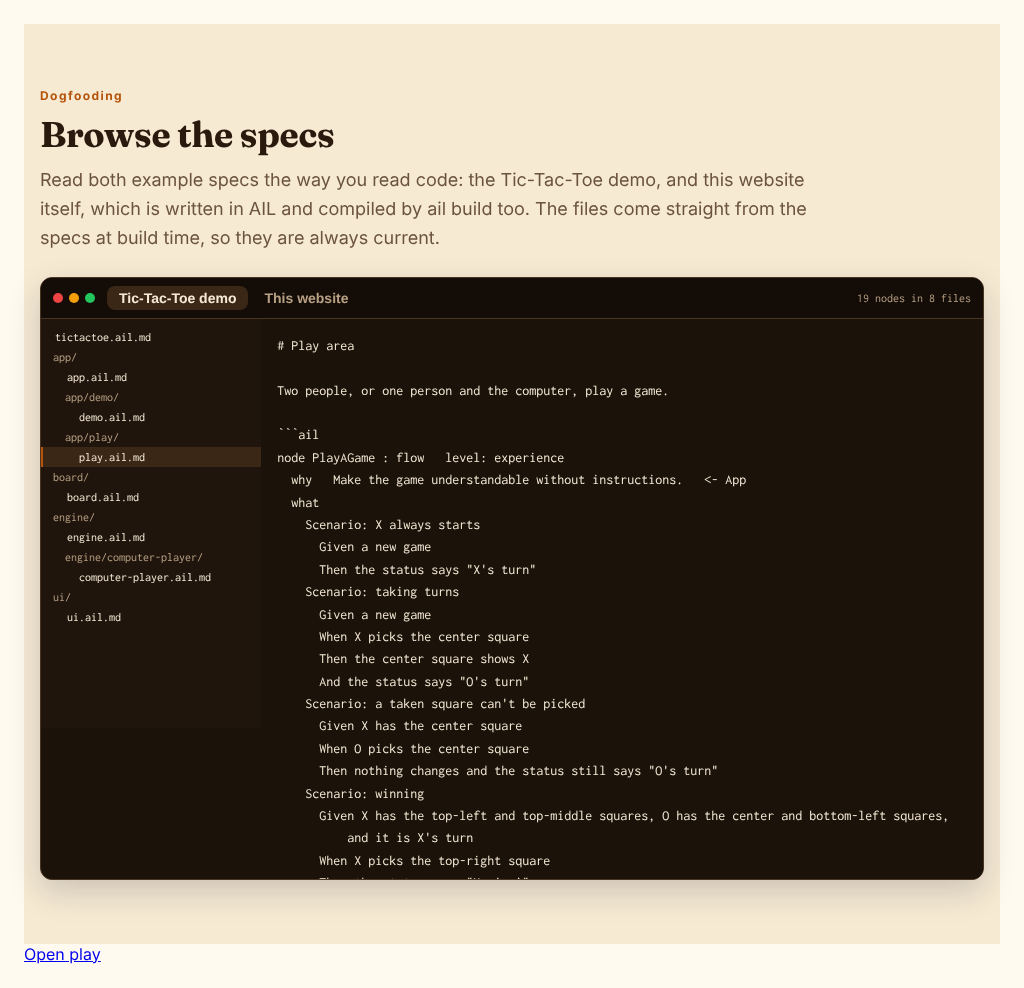 Dogfooding
Browse the specs
Read both example specs the way you read code: the Tic-Tac-Toe demo, and this website
itself, which is written in AIL and compiled by ail build too. The files come straight from the
specs at build time, so they are always current.
Tic-Tac-Toe demo This website 19 nodes in 8 files
tictactoe.ail.md
app/
app.ail.md
app/demo/
demo.ail.md
app/play/
play.ail.md
board/
board.ail.md
engine/
engine.ail.md
engine/computer-player/
computer-player.ail.md
ui/
ui.ail.md
# Play area
Two people, or one person and the computer, play a game.
```ail
node PlayAGame : flow   level: experience
  why   Make the game understandable without instructions.   <- App
  what
    Scenario: X always starts
      Given a new game
      Then the status says "X's turn"
    Scenario: taking turns
      Given a new game
      When X picks the center square
      Then the center square shows X
      And the status says "O's turn"
    Scenario: a taken square can't be picked
      Given X has the center square
      When O picks the center square
      Then nothing changes and the status still says "O's turn"
    Scenario: winning
      Given X has the top-left and top-middle squares, O has the center and bottom-left squares,
          and it is X's turn
      When X picks the top-right square
Open play